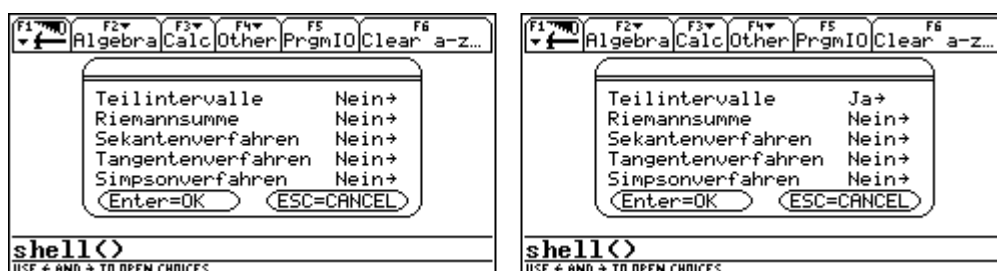 F1 F2 F3 F4 F5 F6
Algebra Calc Other PrgmIO Clear a-z…
Teilintervalle Nein→
Riemannsumme Nein→
Sekantenverfahren Nein→
Tangentenverfahren Nein→
Simpsonverfahren Nein→
Enter=OK ESC=CANCEL
shell()
USE ← AND → TO OPEN CHOICES
F1 F2 F3 F4 F5 F6
Algebra Calc Other PrgmIO Clear a-z…
Teilintervalle Ja→
Riemannsumme Nein→
Sekantenverfahren Nein→
Tangentenverfahren Nein→
Simpsonverfahren Nein→
Enter=OK ESC=CANCEL
shell()
USE ← AND → TO OPEN CHOICES